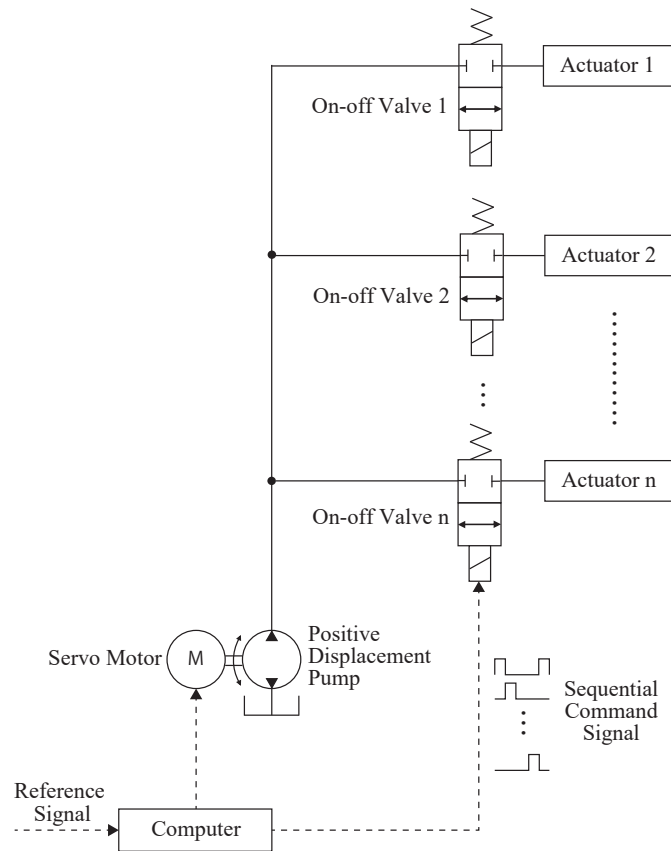 Actuator 1
On-off Valve 1
Actuator 2
On-off Valve 2
Actuator n
On-off Valve n
Servo Motor
M
Positive
Displacement
Pump
Sequential
Command
Signal
Reference
Signal
Computer